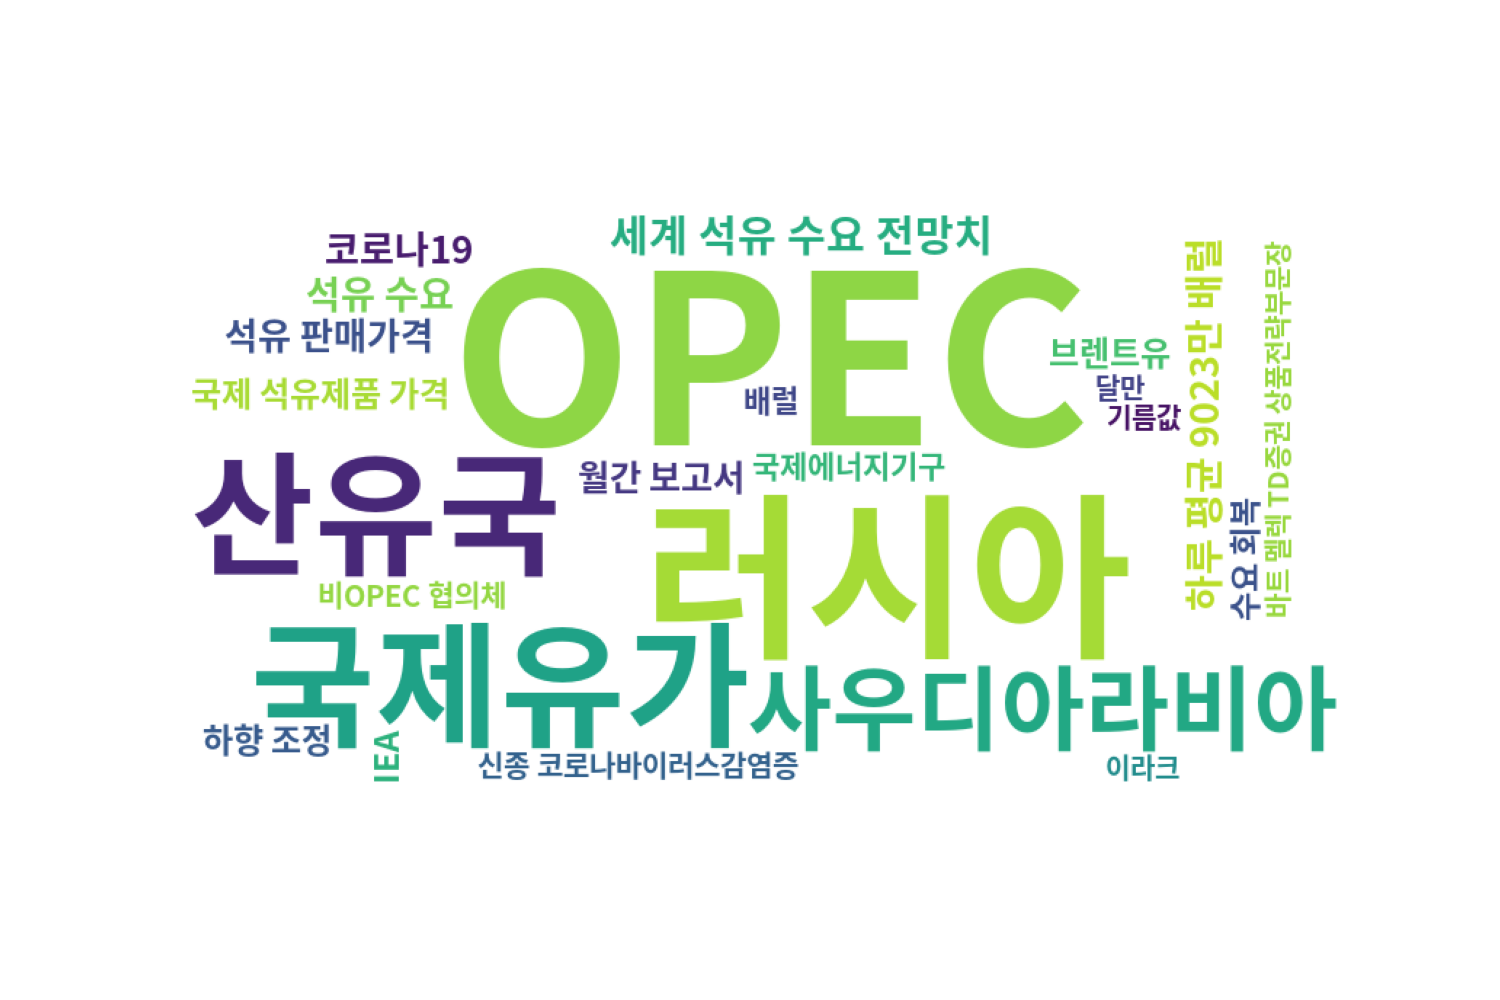 세계 석유 수요 전망치
코로나19
석유 수요
석유 판매가격
국제 석유제품 가격
OPEC
배럴
브렌트유
달만
기름값
하루 평균 9023만 배럴
수요 회복
바트 멜렉 TD증권 상품전략부문장
산유국
월간 보고서
국제에너지기구
러시아
비OPEC 협의체
국제유가
사우디아라비아
하향 조정
IEA
신종 코로나바이러스감염증
이라크